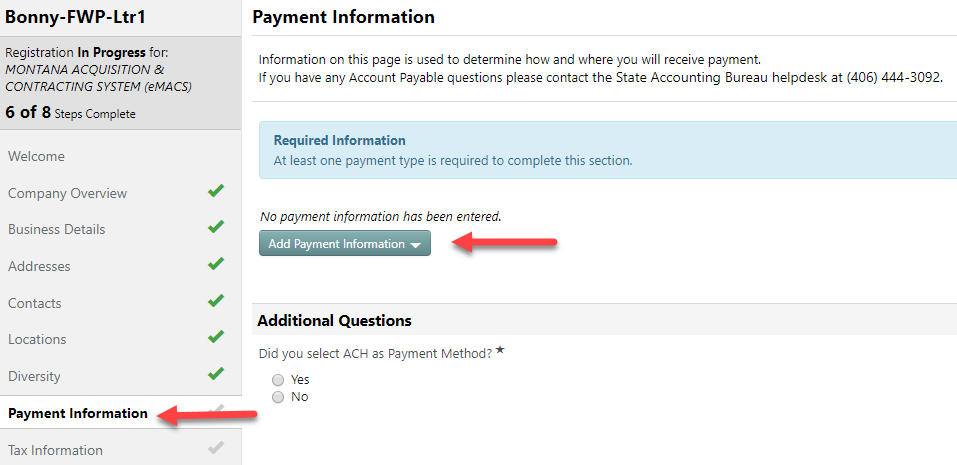 Bonny-FWP-Ltr1
Registration In Progress for:
MONTANA ACQUISITION &
CONTRACTING SYSTEM (eMACS)
6 of 8 Steps Complete
Welcome
Company Overview
Business Details
Addresses
Contacts
Locations
Diversity
Payment Information
Tax Information
Payment Information
Information on this page is used to determine how and where you will receive payment.
If you have any Account Payable questions please contact the State Accounting Bureau helpdesk at (406) 444-3092.
Required Information
At least one payment type is required to complete this section.
No payment information has been entered.
Add Payment Information
Additional Questions
Did you select ACH as Payment Method? ★
Yes
No